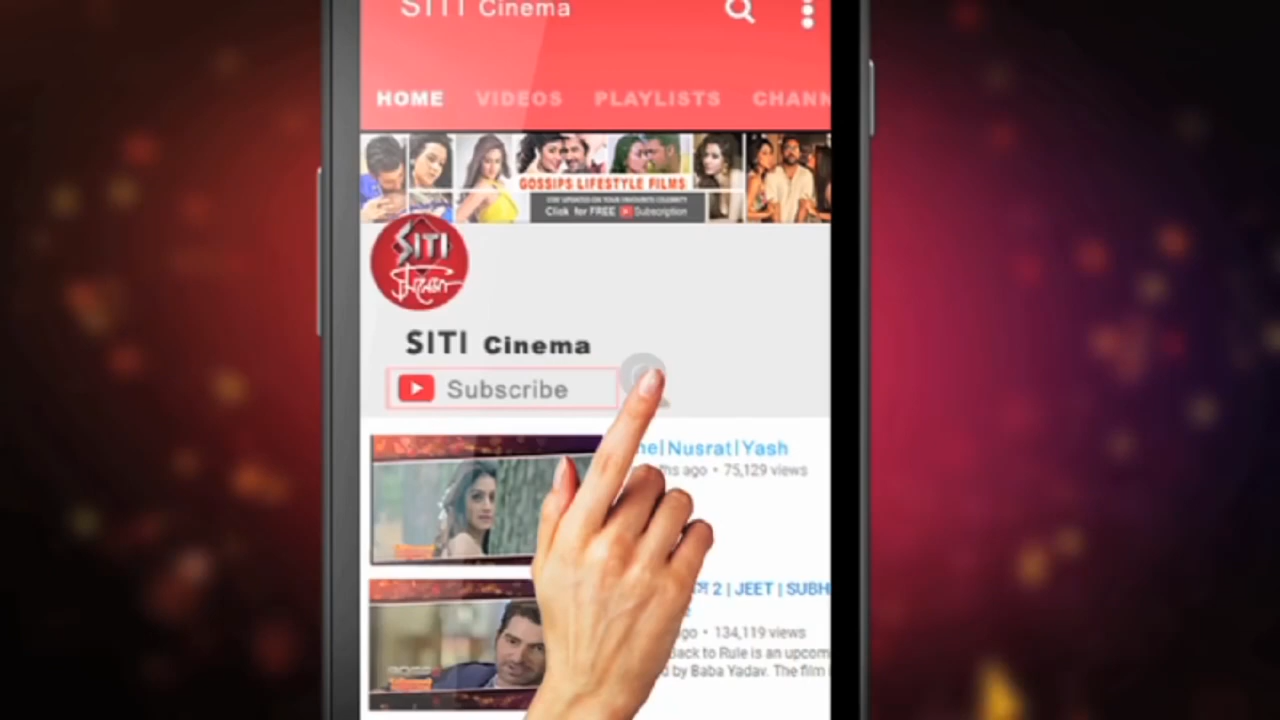 SITI Cinema
HOME VIDEOS PLAYLISTS CHANN
GOSSIPS LIFESTYLE FILMS
Click for FREE Subscription
SITI
সিনেমা
SITI Cinema
Subscribe
ne|Nusrat|Yash
ths ago • 75,129 views
2 | JEET | SUBH
ago • 134,119 views
Back to Rule is an upcom
d by Baba Yadav. The film i